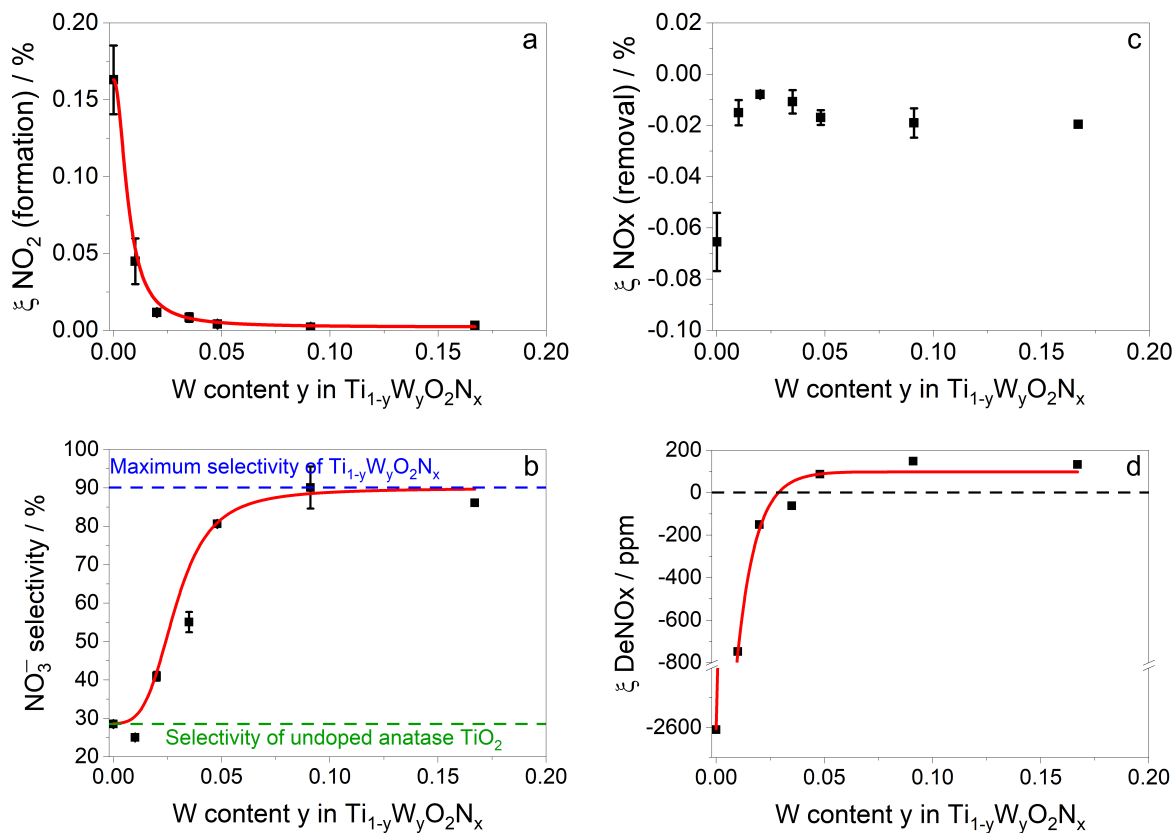 a
0.20
0.15
0.10
0.05
0.00
ξ NO₂ (formation) / %
0.00 0.05 0.10 0.15 0.20
W content y in Ti₁₋yWyO₂Nₓ
c
0.02
0.00
-0.02
-0.04
-0.06
-0.08
-0.10
ξ NOx (removal) / %
0.00 0.05 0.10 0.15 0.20
W content y in Ti₁₋yWyO₂Nₓ
b
100
90
80
70
60
50
40
30
20
NO₃⁻ selectivity / %
Maximum selectivity of Ti₁₋yWyO₂Nₓ
Selectivity of undoped anatase TiO₂
0.00 0.05 0.10 0.15 0.20
W content y in Ti₁₋yWyO₂Nₓ
d
200
0
-200
-400
-600
-800
-2600
ξ DeNOx / ppm
0.00 0.05 0.10 0.15 0.20
W content y in Ti₁₋yWyO₂Nₓ